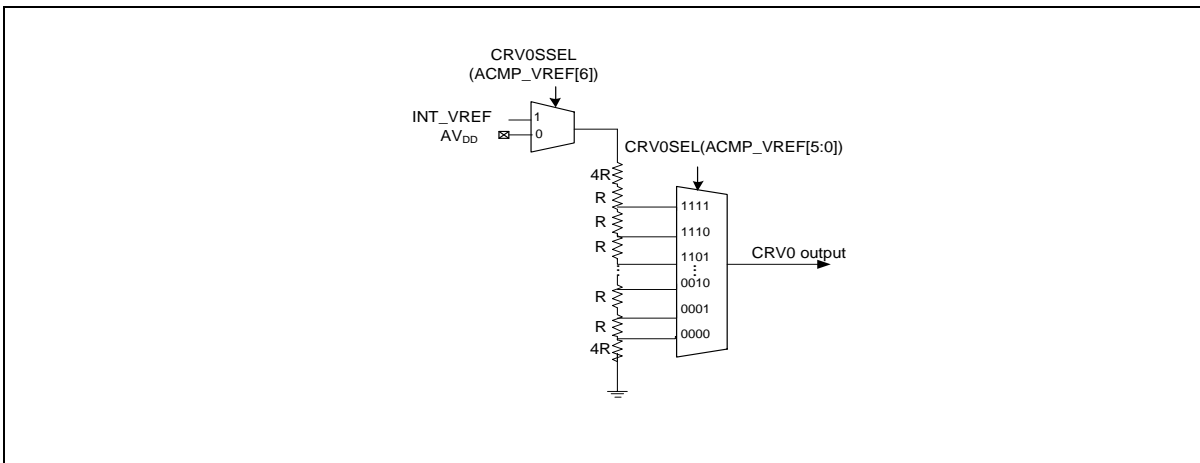 CRV0SSEL
(ACMP_VREF[6])
INT_VREF
AVDD
1
0
CRV0SEL(ACMP_VREF[5:0])
4R
R
R
R
R
R
4R
1111
1110
1101
0010
0001
0000
CRV0 output